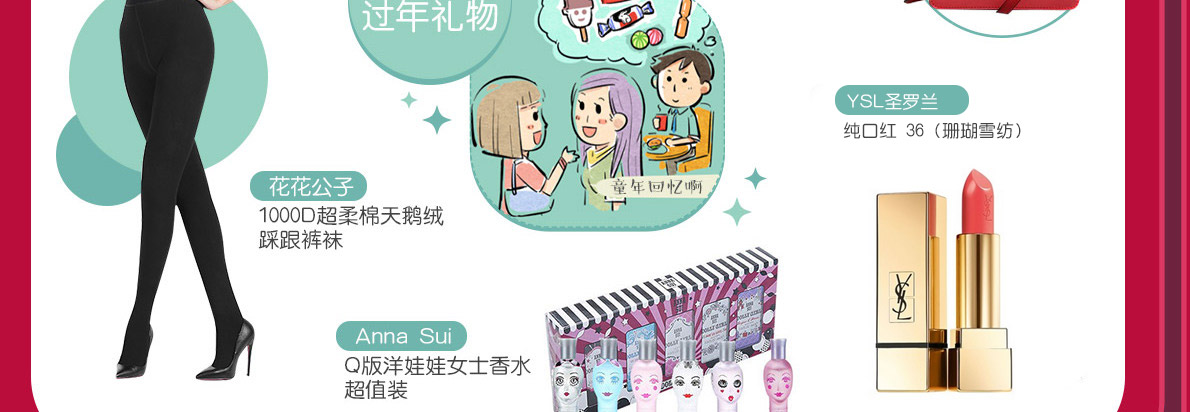 过年礼物
童年回忆啊
YSL圣罗兰
纯口红 36（珊瑚雪纺）
花花公子
1000D超柔棉天鹅绒
踩跟裤袜
Anna Sui
Q版洋娃娃女士香水
超值装
YSL